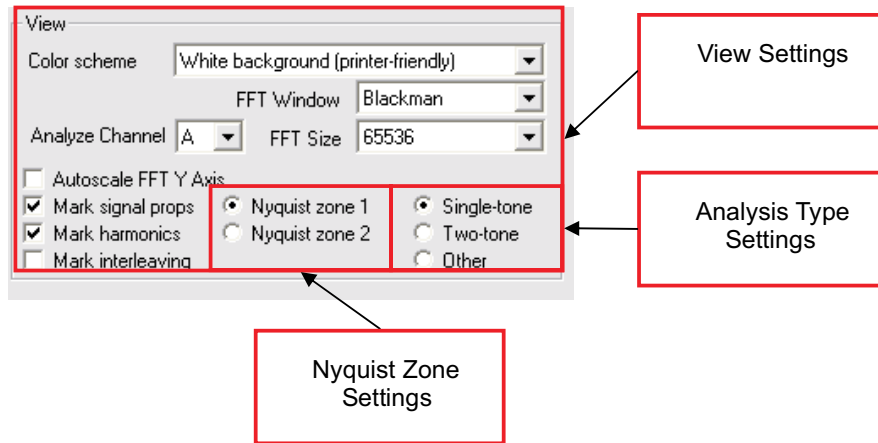 View
Color scheme White background (printer-friendly)
FFT Window Blackman
Analyze Channel A FFT Size 65536
Autoscale FFT Y Axis
Mark signal props Nyquist zone 1 Single-tone
Mark harmonics Nyquist zone 2 Two-tone
Mark interleaving Other
View Settings
Analysis Type
Settings
Nyquist Zone
Settings